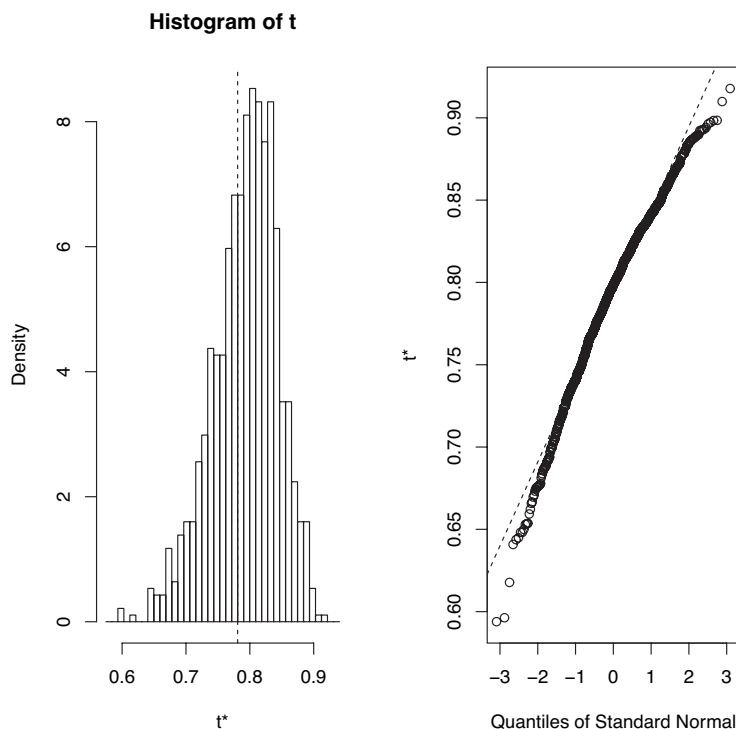 Histogram of t
Density
0 2 4 6 8
0.6 0.7 0.8 0.9
t*
t*
0.60 0.65 0.70 0.75 0.80 0.85 0.90
−3 −2 −1 0 1 2 3
Quantiles of Standard Normal